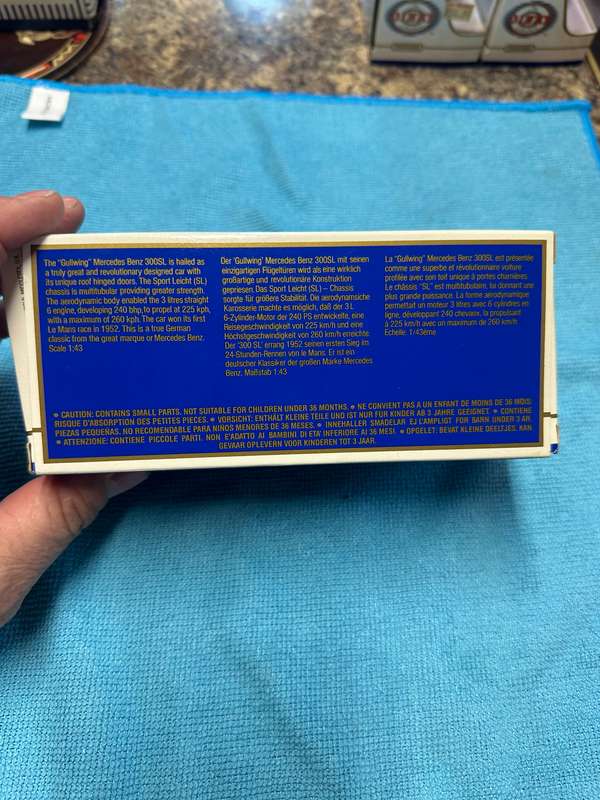 The "Gullwing" Mercedes Benz 300SL is hailed as
a truly great and revolutionary designed car with
its unique roof hinged doors. The Sport Leicht (SL)
chassis is multitubular providing greater strength.
The aerodynamic body enabled the 3 litres straight
6 engine, developing 240 bhp, to propel at 225 kph,
with a maximum of 260 kph. The car won its first
Le Mans race in 1952. This is a true German
classic from the great marque or Mercedes Benz.
Scale 1:43
Der 'Gullwing" Mercedes Benz 300SL mit seinen
einzigartigen Flügeltüren wird als eine wirklich
großartige und revolutionäre Konstruktion
gepriesen. Das Sport Leicht (SL) – Chassis
sorgte für größere Stabilität. Die aerodynamische
Karosserie machte es möglich, daß der 3L
6-Zylinder-Motor der 240 PS entwickelte, eine
Reisegeschwindigkeit von 225 km/h und eine
Höchstgeschwindigkeit von 260 km/h erreichte.
Der '300 SL' errang 1952 seinen ersten Sieg im
24-Stunden-Rennen von le Mans. Er ist ein
deutscher Klassiker der großen Marke Mercedes
Benz. Maßstab 1:43
La "Gullwing" Mercedes Benz 300SL est présentée
comme une superbe et révolutionnaire voiture
profilée avec son toit unique à portes charnières.
Le châssis "SL" est multitubulaire, lui donnant une
plus grande puissance. La forme aerodynamique
permettait un moteur 3 litres avec 6 cylindres en
ligne, développant 240 chevaux, la propulsant
à 225 km/h avec un maximum de 260 km/h.
Echelle: 1/43ème
● CAUTION: CONTAINS SMALL PARTS. NOT SUITABLE FOR CHILDREN UNDER 36 MONTHS. ● NE CONVIENT PAS A UN ENFANT DE MOINS DE 36 MOIS:
RISQUE D'ABSORPTION DES PETITES PIECES. ● VORSICHT: ENTHÄLT KLEINE TEILE UND IST NUR FUR KINDER AB 3 JAHRE GEEIGNET. ● CONTIENE
PIEZAS PEQUEÑAS. NO RECOMENDABLE PARA NIÑOS MENORES DE 36 MESES. ● INNEHALLER SMADELAR EJ LAMPLIGT FOR BARN UNDER 3 AR.
● ATTENZIONE: CONTIENE PICCOLE PARTI. NON E'ADATTO AI BAMBINI DI ETA' INFERIORE AI 36 MESI. ● OPGELET: BEVAT KLEINE DEELTJES. KAN
GEVAAR OPLEVERN VOOR KINDEREN TOT 3 JAAR.